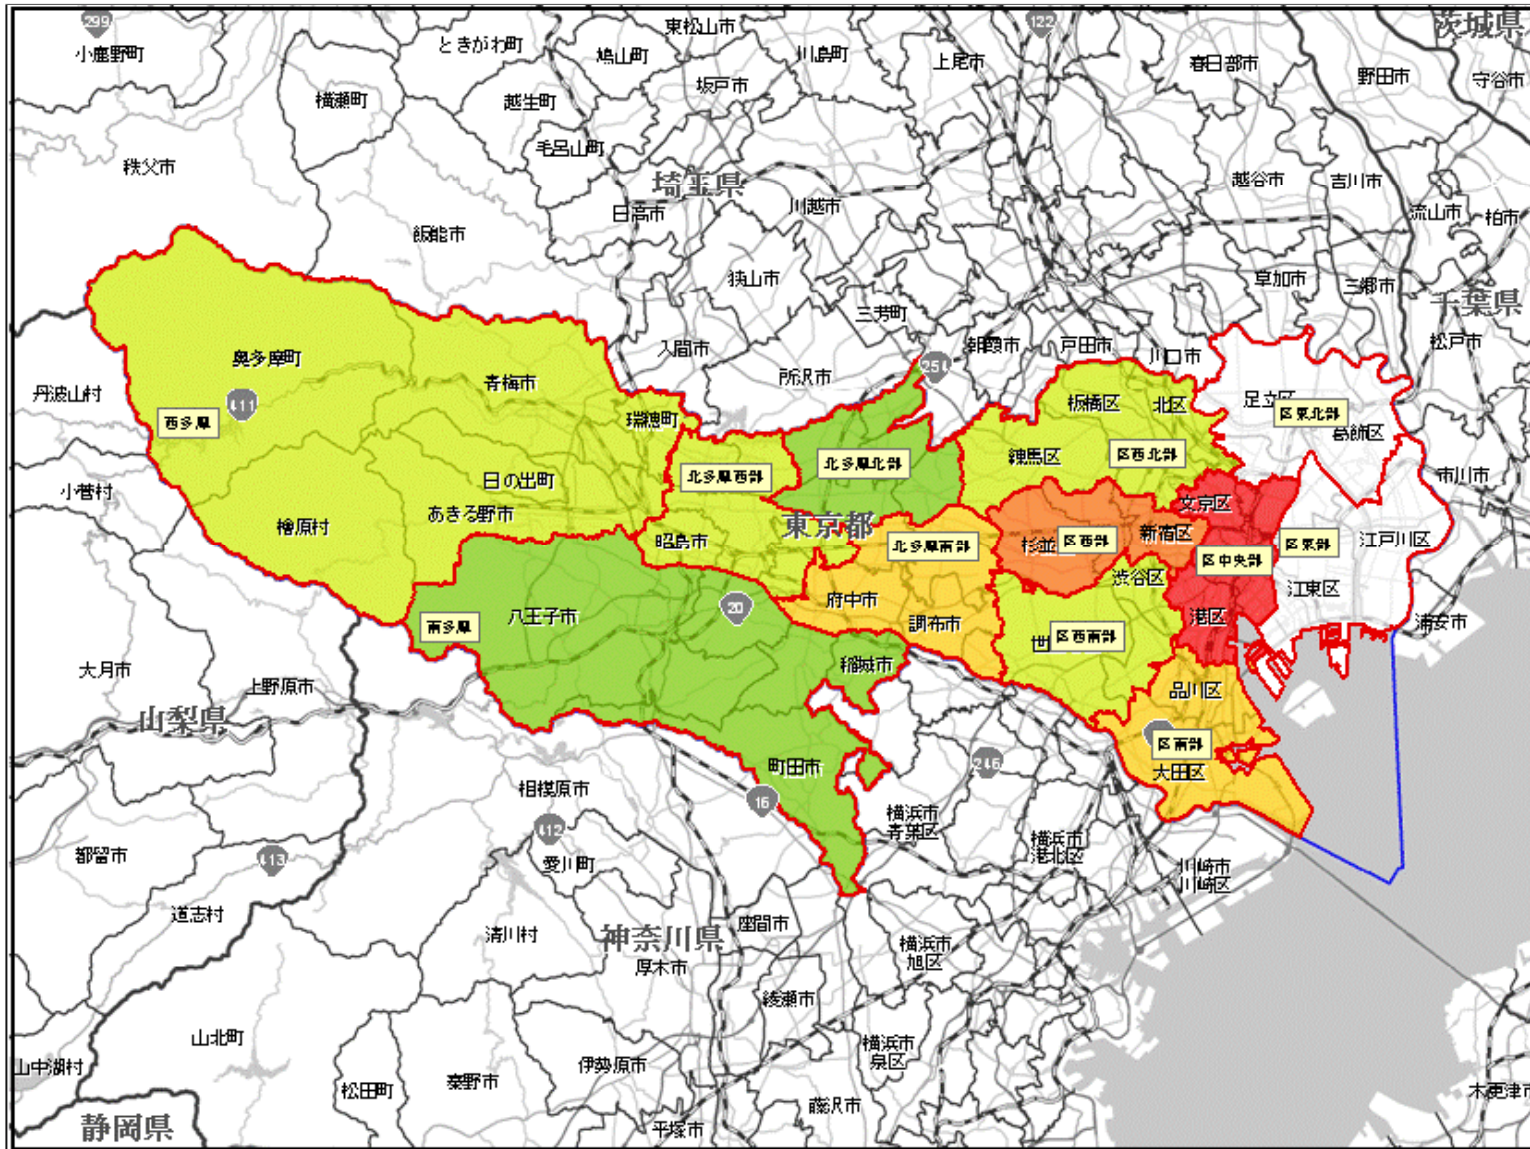 299
小鹿野町
ときがわ町
東松山市
鳩山町
川島町
122
茨城県
上尾市
春日部市
野田市
守谷市
横瀬町
越生町
坂戸市
毛呂山町
秩父市
埼玉県
越谷市
吉川市
日高市
川越市
流山市
柏市
飯能市
狭山市
草加市
三郷市
千葉県
三芳町
入間市
所沢市
254
朝霞市
戸田市
川口市
松戸市
奥多摩町
青梅市
丹波山村
411
西多摩
瑞穂町
板橋区
北区
足立区
区東北部
葛飾区
小菅村
日の出町
北多摩西部
北多摩北部
練馬区
区西北部
市川市
檜原村
あきる野市
昭島市
東京都
北多摩南部
杉並
区西部
新宿区
文京区
区中央部
区東部
江戸川区
渋谷区
江東区
南多摩
八王子市
20
府中市
調布市
世
区西南部
港区
浦安市
稲城市
大月市
上野原市
山梨県
品川区
区南部
大田区
町田市
246
相模原市
16
横浜市
青葉区
412
愛川町
横浜市
港北区
都留市
413
川崎市
川崎区
道志村
清川村
神奈川県
座間市
厚木市
横浜市
旭区
綾瀬市
山北町
横浜市
泉区
山中湖村
松田町
秦野市
伊勢原市
藤沢市
木更津市
静岡県
平塚市